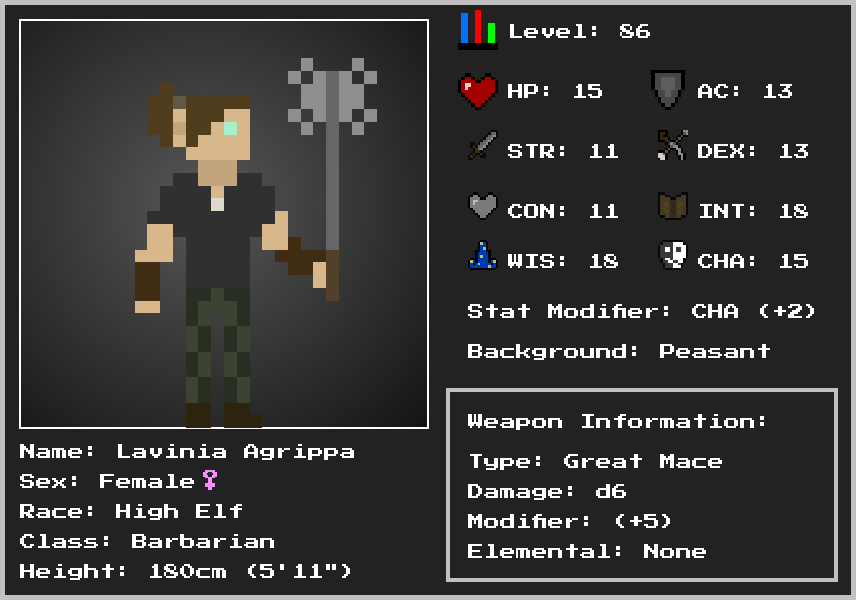 Level: 86
HP: 15
AC: 13
STR: 11
DEX: 13
CON: 11
INT: 18
WIS: 18
CHA: 15
Stat Modifier: CHA (+2)
Background: Peasant
Weapon Information:
Type: Great Mace
Damage: d6
Modifier: (+5)
Elemental: None
Name: Lavinia Agrippa
Sex: Female♀
Race: High Elf
Class: Barbarian
Height: 180cm (5'11")